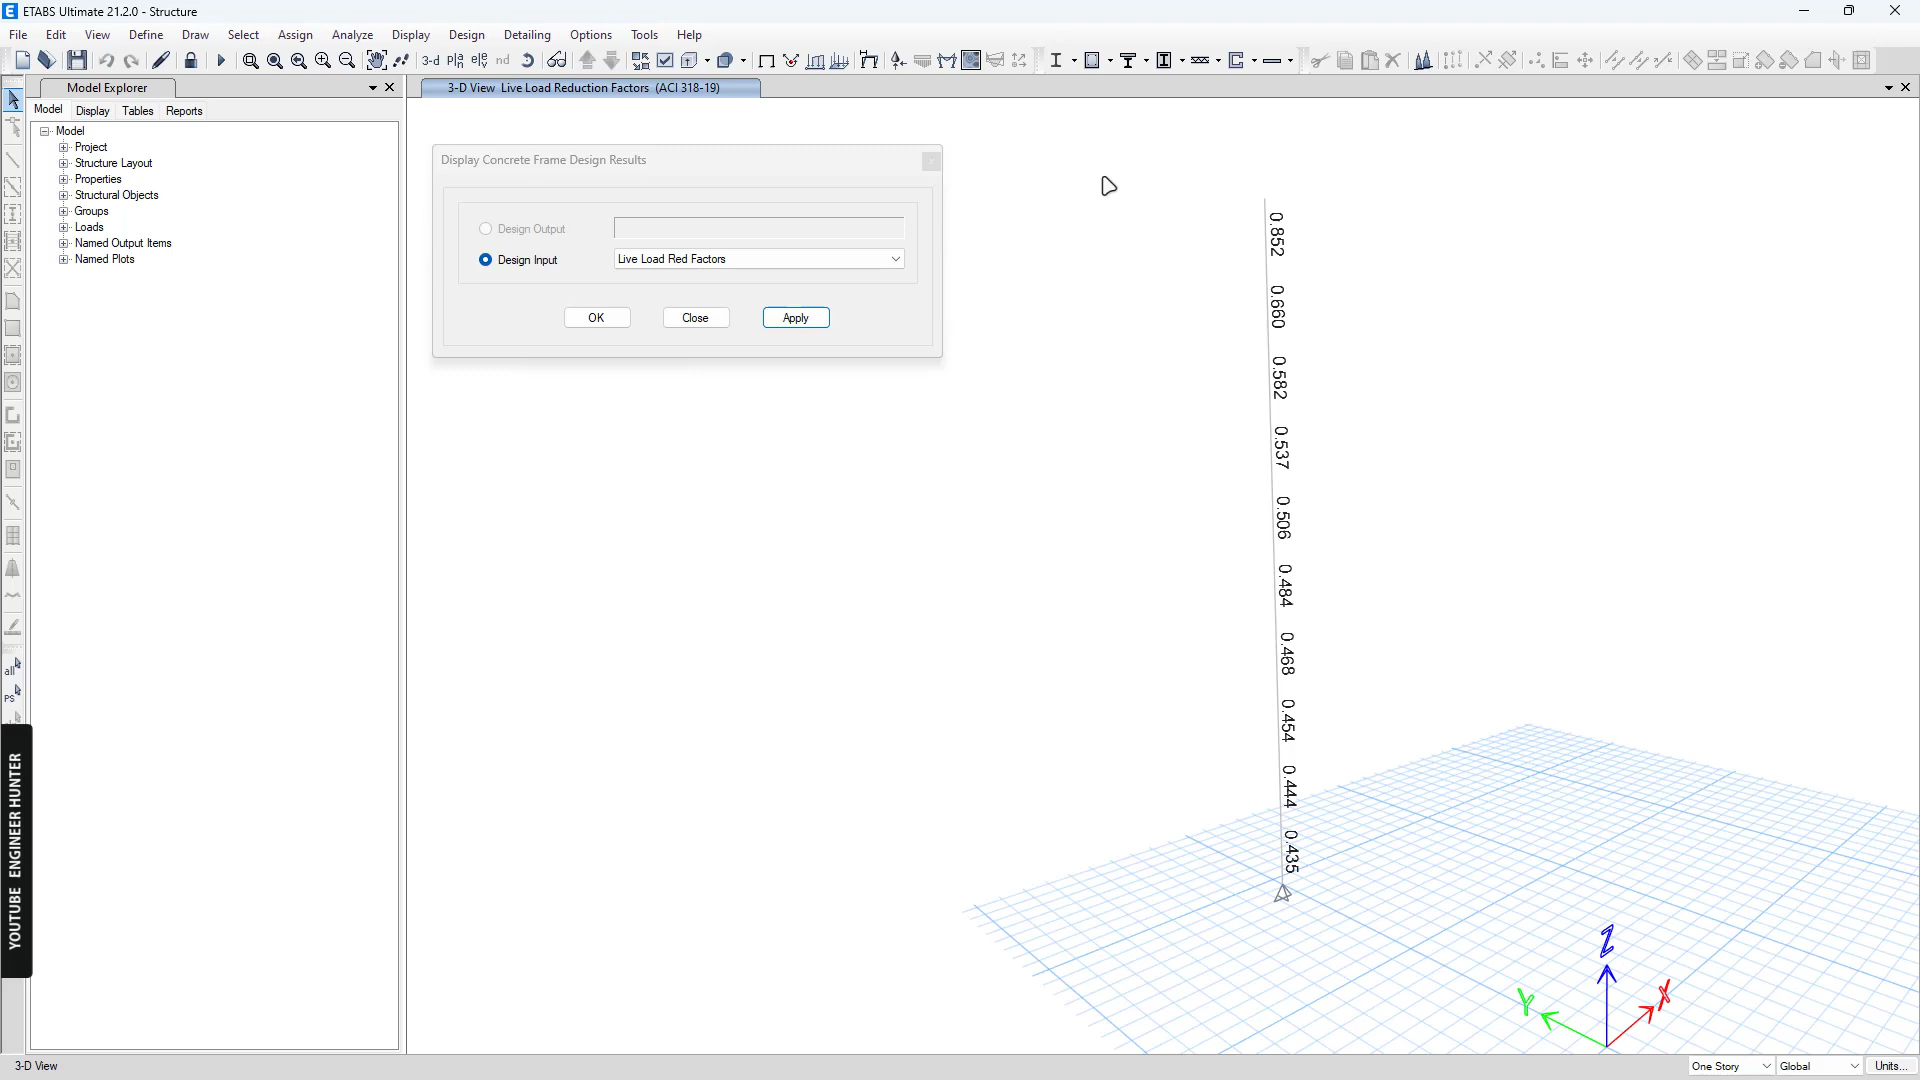 ETABS Ultimate 21.2.0 - Structure
File Edit View Define Draw Select Assign Analyze Display Design Detailing Options Tools Help
3-d nd
Model Explorer
3-D View Live Load Reduction Factors (ACI 318-19)
Model Display Tables Reports
Model
Project
Structure Layout
Properties
Structural Objects
Groups
Loads
Named Output Items
Named Plots
Display Concrete Frame Design Results
Design Output
Design Input Live Load Red Factors
OK Close Apply
0.852
0.660
0.582
0.537
0.506
0.484
0.468
0.454
0.444
0.435
Z
Y
X
all
PS
YOUTUBE ENGINEER HUNTER
3-D View
One Story Global Units...